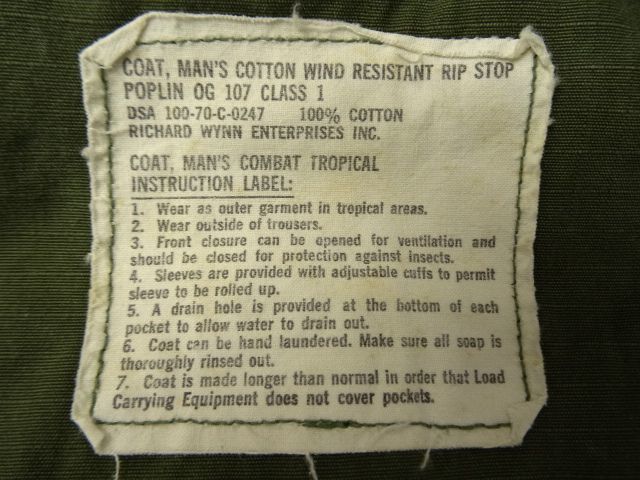 COAT, MAN'S COTTON WIND RESISTANT RIP STOP
POPLIN OG 107 CLASS 1
DSA 100-70-C-0247 100% COTTON
RICHARD WYNN ENTERPRISES INC.
COAT, MAN'S COMBAT TROPICAL
INSTRUCTION LABEL:
1. Wear as outer garment in tropical areas.
2. Wear outside of trousers.
3. Front closure can be opened for ventilation and
should be closed for protection against insects.
4. Sleeves are provided with adjustable cuffs to permit
sleeve to be rolled up.
5. A drain hole is provided at the bottom of each
pocket to allow water to drain out.
6. Coat can be hand laundered. Make sure all soap is
thoroughly rinsed out.
7. Coat is made longer than normal in order that Load
Carrying Equipment does not cover pockets.